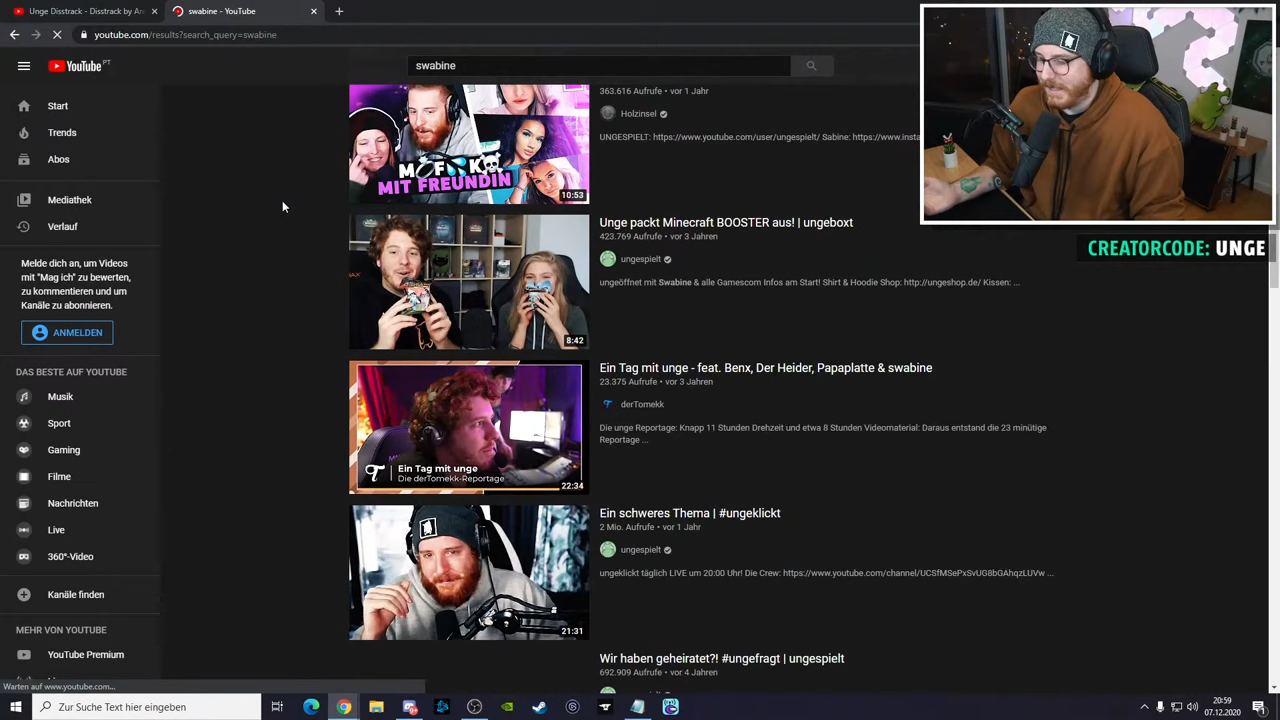 Unge Disstrack - Disstrack by An
swabine - YouTube
youtube.com/results?search_query=swabine
YouTube PT
swabine
Start
Trends
Abos
Mediathek
Verlauf
Melde dich an, um Videos
mit "Mag ich" zu bewerten,
zu kommentieren und um
Kanäle zu abonnieren.
ANMELDEN
DAS BESTE AUF YOUTUBE
Musik
Sport
Gaming
Filme
Nachrichten
Live
360°-Video
Kanäle finden
MEHR VON YOUTUBE
YouTube Premium
MIT FREUNDIN
10:53
363.616 Aufrufe • vor 1 Jahr
Holzinsel
UNGESPIELT: https://www.youtube.com/user/ungespielt/ Sabine: https://www.insta
8:42
Unge packt Minecraft BOOSTER aus! | ungeboxt
423.769 Aufrufe • vor 3 Jahren
ungespielt
ungeöffnet mit Swabine & alle Gamescom Infos am Start! Shirt & Hoodie Shop: http://ungeshop.de/ Kissen: ...
Ein Tag mit unge
Die derTomekk-Reportage
22:34
Ein Tag mit unge - feat. Benx, Der Heider, Papaplatte & swabine
23.375 Aufrufe • vor 3 Jahren
derTomekk
Die unge Reportage: Knapp 11 Stunden Drehzeit und etwa 8 Stunden Videomaterial: Daraus entstand die 23 minütige
Reportage ...
21:31
Ein schweres Thema | #ungeklickt
2 Mio. Aufrufe • vor 1 Jahr
ungespielt
ungeklickt täglich LIVE um 20:00 Uhr! Die Crew: https://www.youtube.com/channel/UCSfMSePxSvUG8bGAhqzLUVw ...
Wir haben geheiratet?! #ungefragt | ungespielt
692.909 Aufrufe • vor 4 Jahren
CREATORCODE: UNGE
Warten auf www.youtube.com...
Zur Suche Text hier eingeben
20:59
07.12.2020